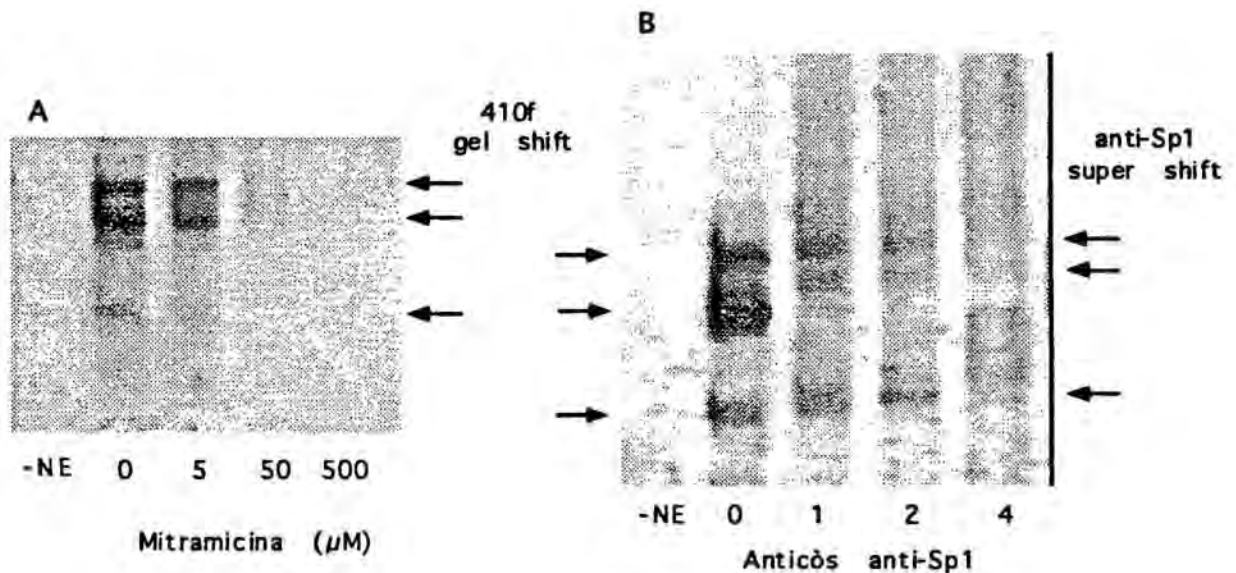 A
410f
gel shift
-NE 0 5 50 500
Mitramicina (µM)
B
anti-Sp1
super shift
-NE 0 1 2 4
Anticòs anti-Sp1